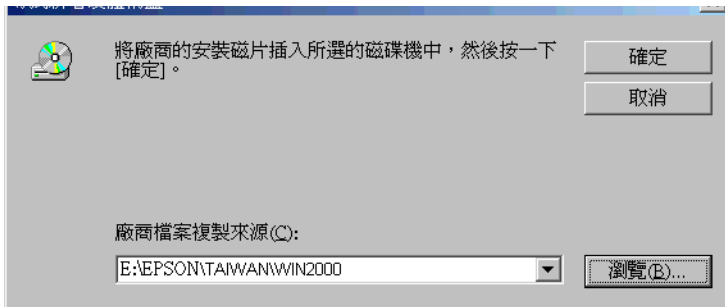 將廠商的安裝磁片插入所選的磁碟機中，然後按一下
[確定]。
確定
取消
廠商檔案複製來源(C):
E:\EPSON\TAIWAN\WIN2000
瀏覽(B)...